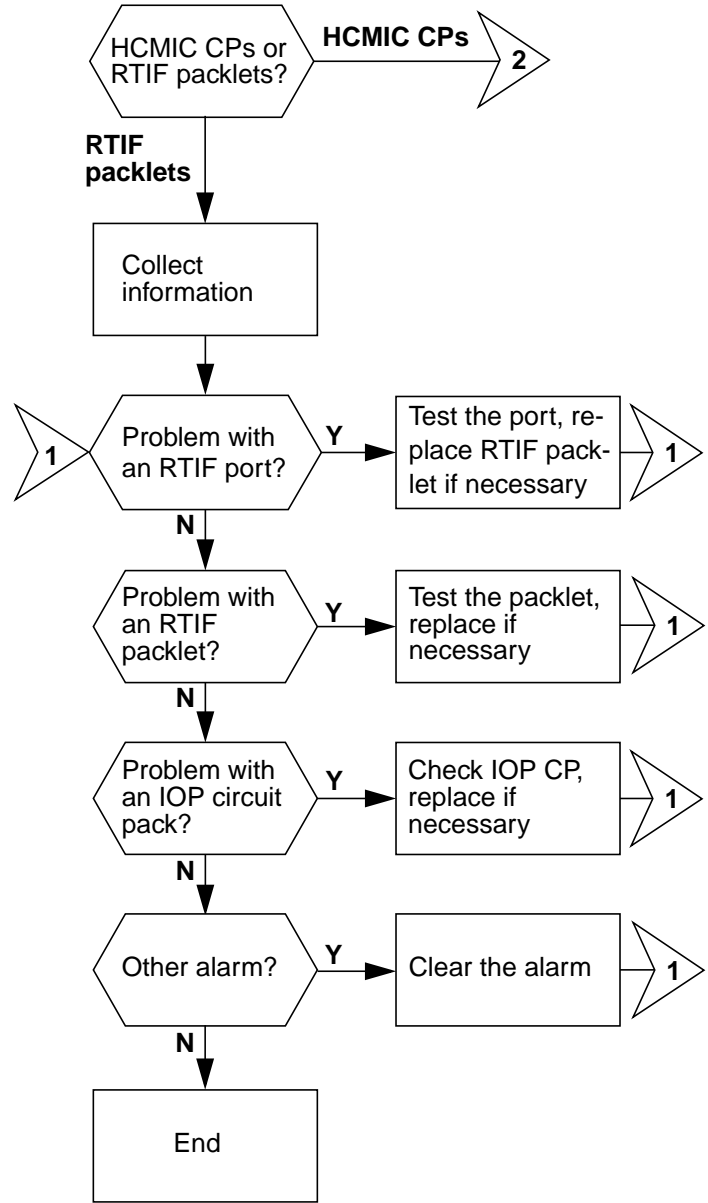 HCMIC CPs or
RTIF packlets?
HCMIC CPs
2
RTIF
packlets
Collect
information
1
Problem with
an RTIF port?
Y
Test the port, re-
place RTIF pack-
let if necessary
1
N
Problem with
an RTIF
packlet?
Y
Test the packlet,
replace if
necessary
1
N
Problem with
an IOP circuit
pack?
Y
Check IOP CP,
replace if
necessary
1
N
Other alarm?
Y
Clear the alarm
1
N
End